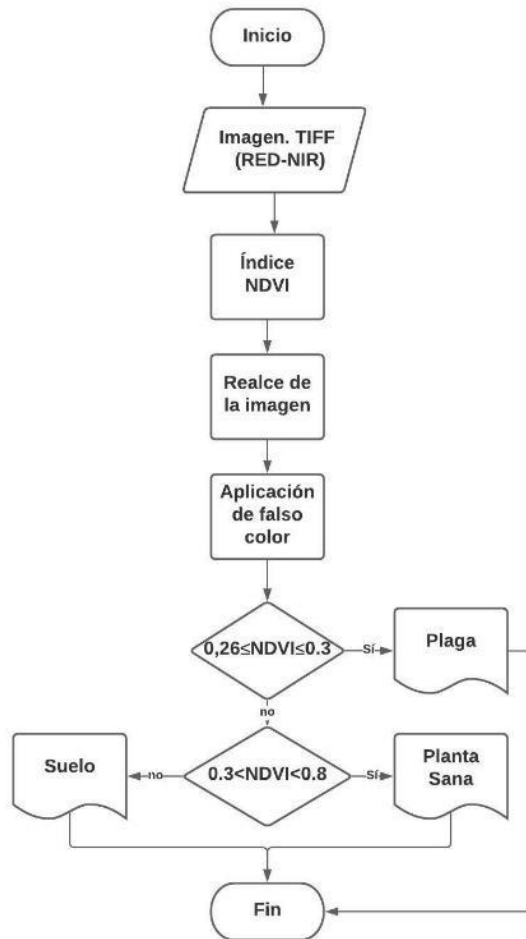 Inicio
Imagen. TIFF
(RED-NIR)
Índice
NDVI
Realce de
la imagen
Aplicación
de falso
color
0,26≤NDVI≤0.3
Sí
Plaga
no
Suelo
no
0.3<NDVI<0.8
Sí
Planta
Sana
Fin